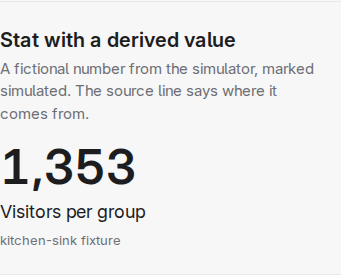 Stat with a derived value
A fictional number from the simulator, marked
simulated. The source line says where it
comes from.
1,353
Visitors per group
kitchen-sink fixture